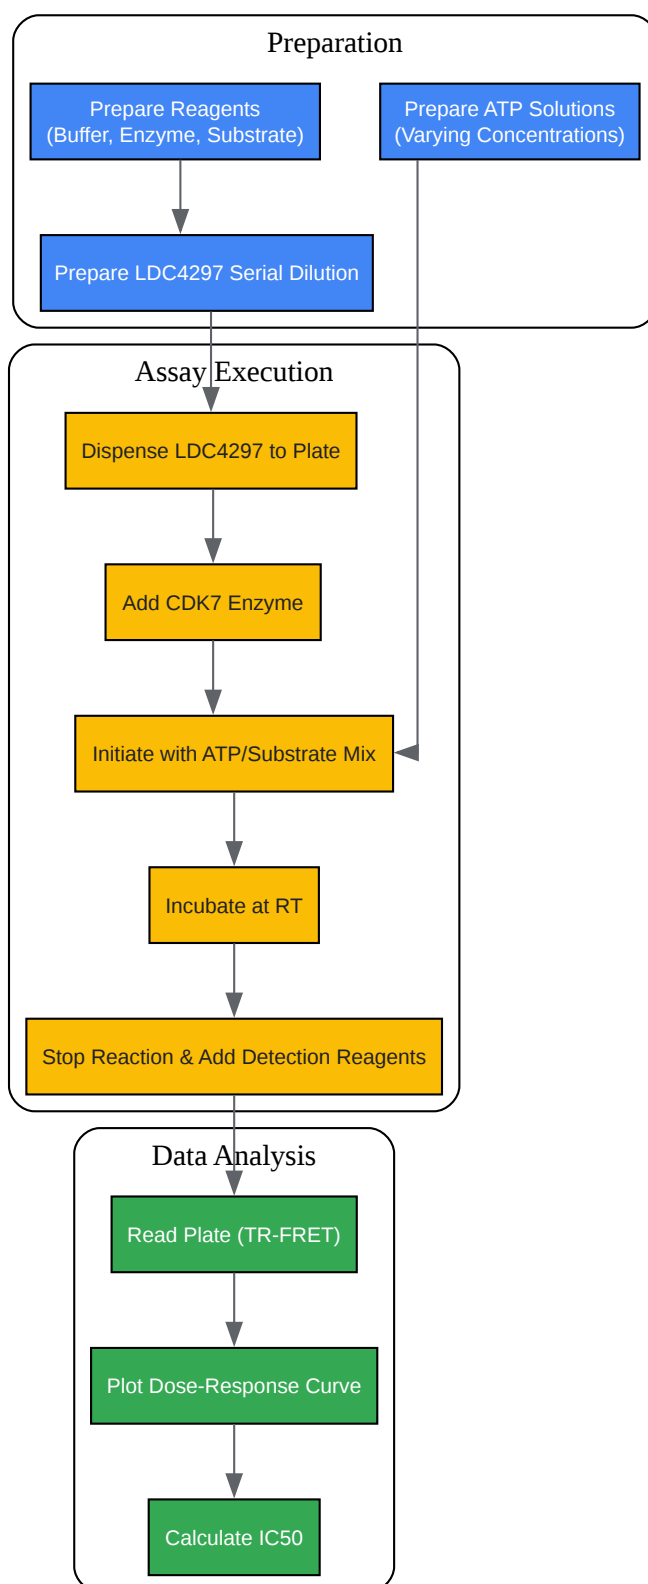 Preparation
Prepare Reagents
(Buffer, Enzyme, Substrate)
Prepare ATP Solutions
(Varying Concentrations)
Prepare LDC4297 Serial Dilution
Assay Execution
Dispense LDC4297 to Plate
Add CDK7 Enzyme
Initiate with ATP/Substrate Mix
Incubate at RT
Stop Reaction & Add Detection Reagents
Data Analysis
Read Plate (TR-FRET)
Plot Dose-Response Curve
Calculate IC50